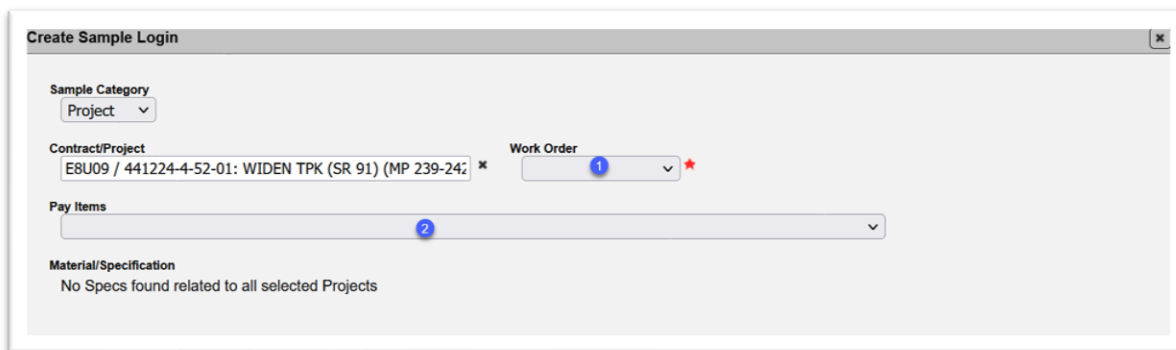 Create Sample Login
Sample Category
Project
Contract/Project Work Order
E8U09 / 441224-4-52-01: WIDEN TPK (SR 91) (MP 239-242 1
Pay Items
2
Material/Specification
No Specs found related to all selected Projects